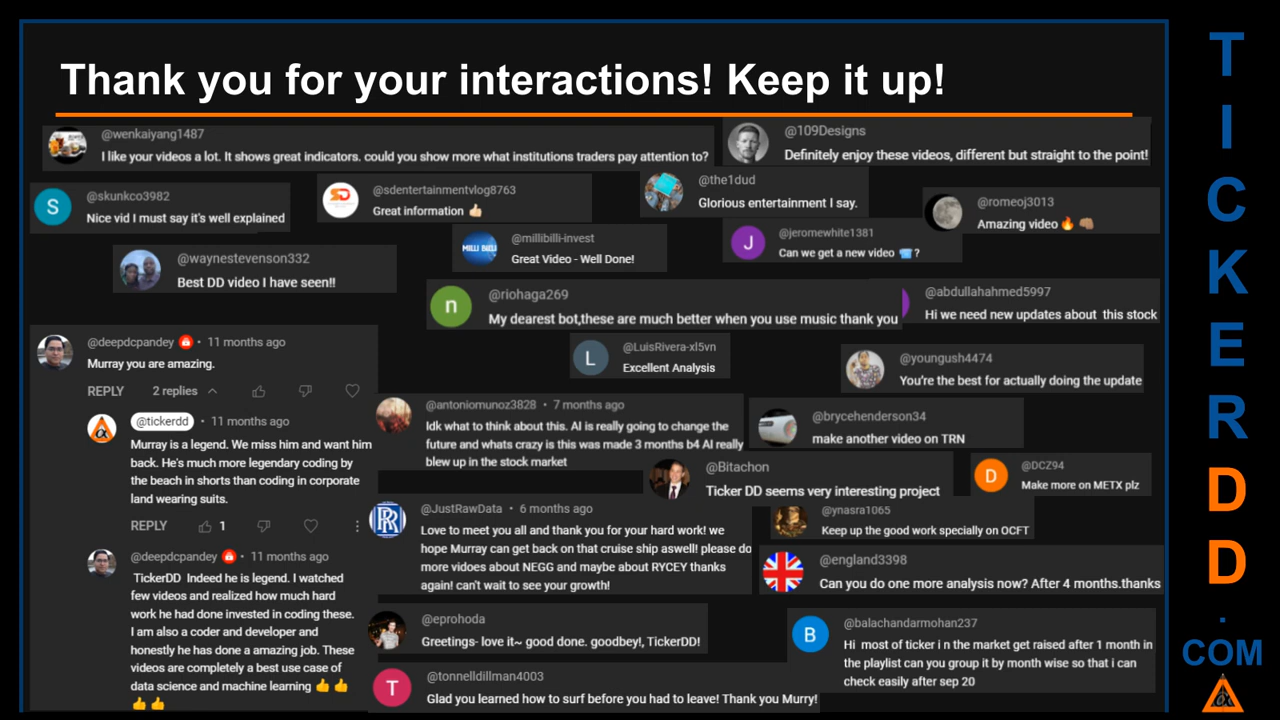 Thank you for your interactions! Keep it up!
@wenkaiyang1487
I like your videos a lot. It shows great indicators. could you show more what institutions traders pay attention to?
@109Designs
Definitely enjoy these videos, different but straight to the point!
@skunkco3982
Nice vid I must say it's well explained
@sdentertainmentvlog8763
Great information 👍🏻
@the1dud
Glorious entertainment I say.
@romeoj3013
Amazing video 🔥 👊🏽
@millibilli-invest
Great Video - Well Done!
MILLI BILLI
@jeromewhite1381
Can we get a new video ?
J
@waynestevenson332
Best DD video I have seen!!
@riohaga269
My dearest bot,these are much better when you use music thank you
n
@abdullahahmed5997
Hi we need new updates about this stock
@LuisRivera-xl5vn
Excellent Analysis
L
@youngush4474
You're the best for actually doing the update
@deepdcpandey • 11 months ago
Murray you are amazing.
REPLY 2 replies
@tickerdd • 11 months ago
Murray is a legend. We miss him and want him
back. He's much more legendary coding by
the beach in shorts than coding in corporate
land wearing suits.
REPLY 1
@deepdcpandey • 11 months ago
TickerDD Indeed he is legend. I watched
few videos and realized how much hard
work he had done invested in coding these.
I am also a coder and developer and
honestly he has done a amazing job. These
videos are completely a best use case of
data science and machine learning 👍 👍
👍 👍
@antoniomunoz3828 • 7 months ago
Idk what to think about this. AI is really going to change the
future and whats crazy is this was made 3 months b4 AI really
blew up in the stock market
@brycehenderson34
make another video on TRN
@Bitachon
Ticker DD seems very interesting project
@DCZ94
Make more on METX plz
D
@JustRawData • 6 months ago
Love to meet you all and thank you for your hard work! we
hope Murray can get back on that cruise ship aswell! please do
more vidoes about NEGG and maybe about RYCEY thanks
again! can't wait to see your growth!
@ynasra1065
Keep up the good work specially on OCFT
@england3398
Can you do one more analysis now? After 4 months.thanks
@eprohoda
Greetings- love it~ good done. goodbey!, TickerDD!
@balachandarmohan237
Hi most of ticker i n the market get raised after 1 month in
the playlist can you group it by month wise so that i can
check easily after sep 20
B
@tonnelldillman4003
Glad you learned how to surf before you had to leave! Thank you Murry!
T
S
TICKERDD
.
COM